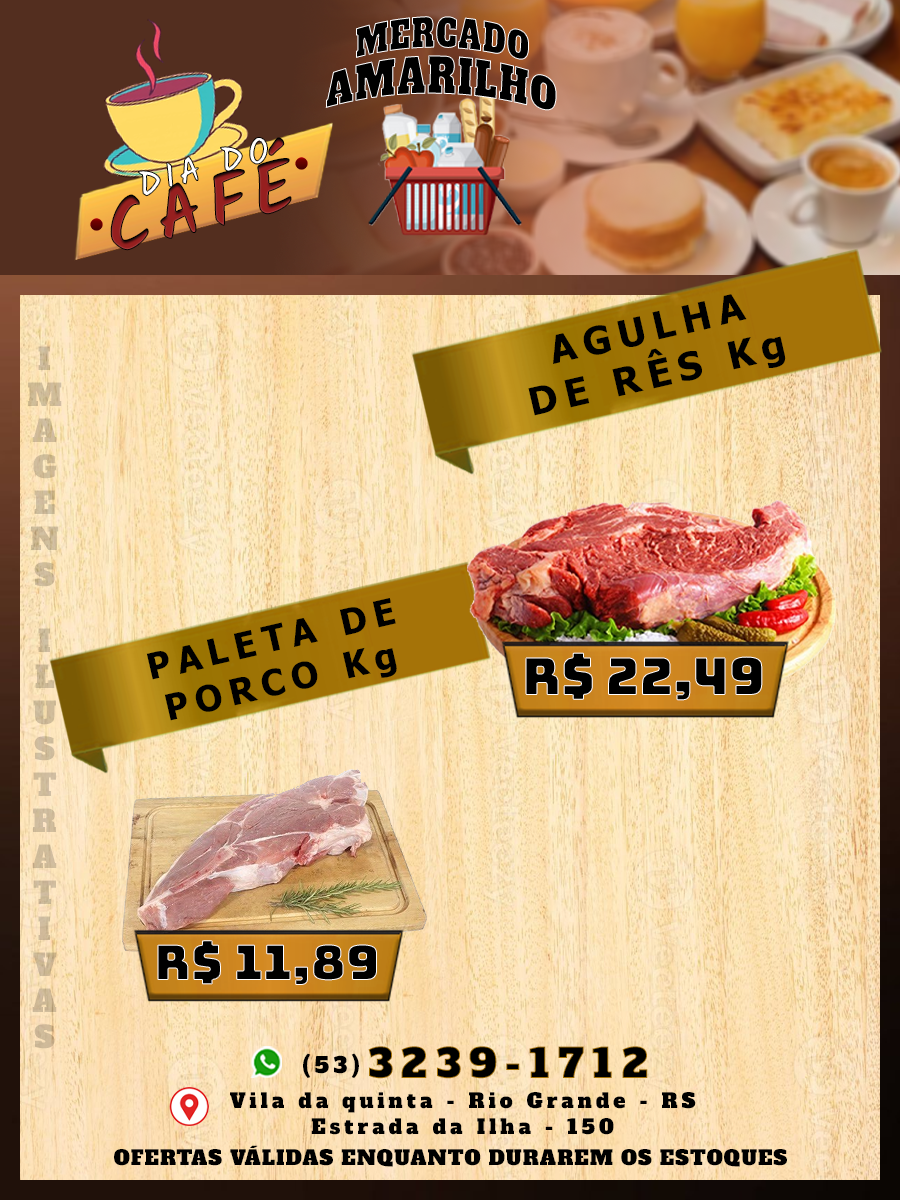 MERCADO
AMARILHO
DIA DO
CAFÉ
AGULHA
DE RÊS Kg
R$ 22,49
PALETA DE
PORCO Kg
R$ 11,89
IMAGENS ILUSTRATIVAS
(53) 3239-1712
Vila da quinta - Rio Grande - RS
Estrada da Ilha - 150
OFERTAS VÁLIDAS ENQUANTO DURAREM OS ESTOQUES